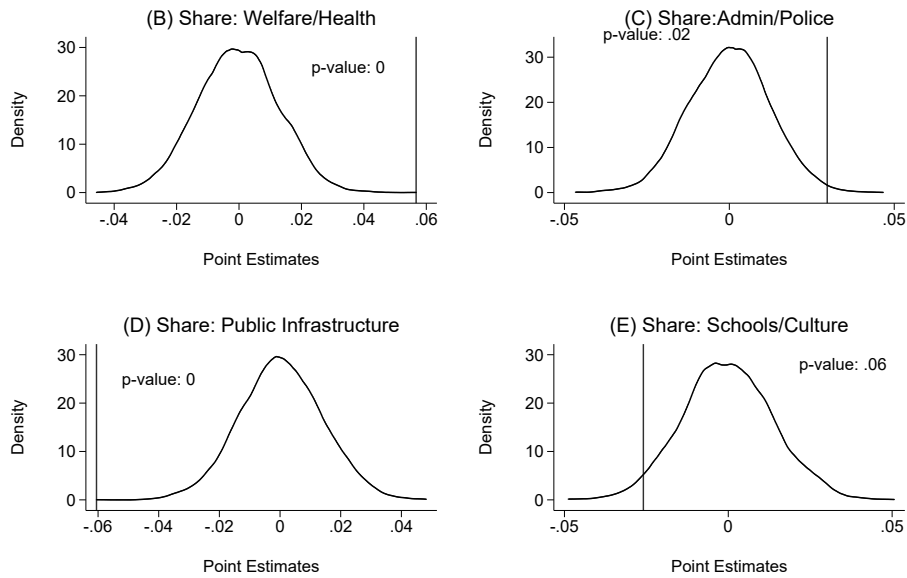 (B) Share: Welfare/Health
p-value: 0
Density
30
20
10
0
-.04 -.02 0 .02 .04 .06
Point Estimates
(C) Share:Admin/Police
p-value: .02
Density
30
20
10
0
-.05 0 .05
Point Estimates
(D) Share: Public Infrastructure
p-value: 0
Density
30
20
10
0
-.06 -.04 -.02 0 .02 .04
Point Estimates
(E) Share: Schools/Culture
p-value: .06
Density
30
20
10
0
-.05 0 .05
Point Estimates